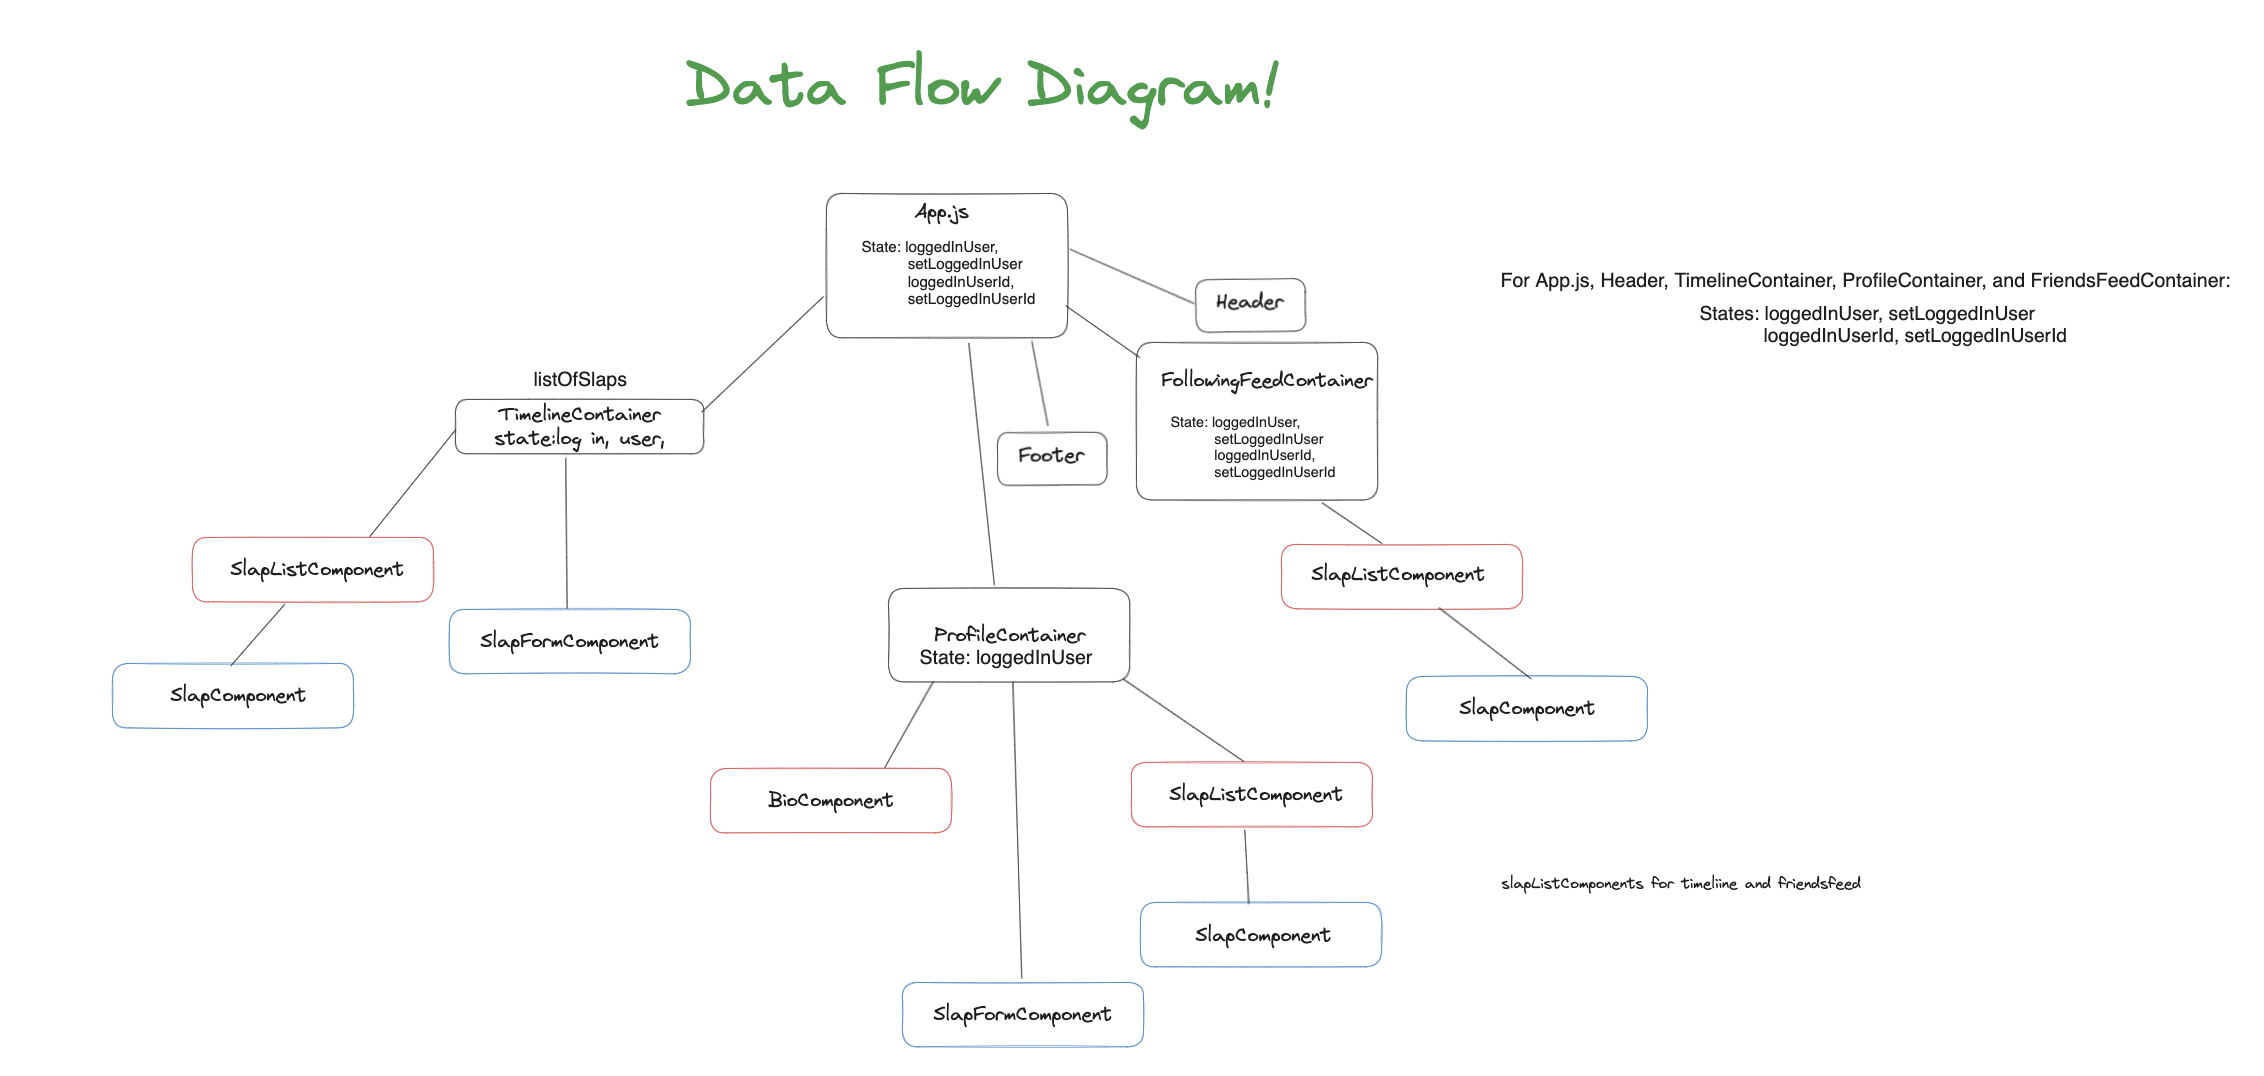 Data Flow Diagram!
App.js
State: loggedInUser,
setLoggedInUser
loggedInUserId,
setLoggedInUserId
Header
For App.js, Header, TimelineContainer, ProfileContainer, and FriendsFeedContainer:
States: loggedInUser, setLoggedInUser
loggedInUserId, setLoggedInUserId
listOfSlaps
TimelineContainer
state:log in, user,
Footer
FollowingFeedContainer
State: loggedInUser,
setLoggedInUser
loggedInUserId,
setLoggedInUserId
SlapListComponent
SlapFormComponent
SlapComponent
ProfileContainer
State: loggedInUser
SlapListComponent
SlapComponent
BioComponent
SlapListComponent
slapListComponents for timeliine and friendsfeed
SlapComponent
SlapFormComponent